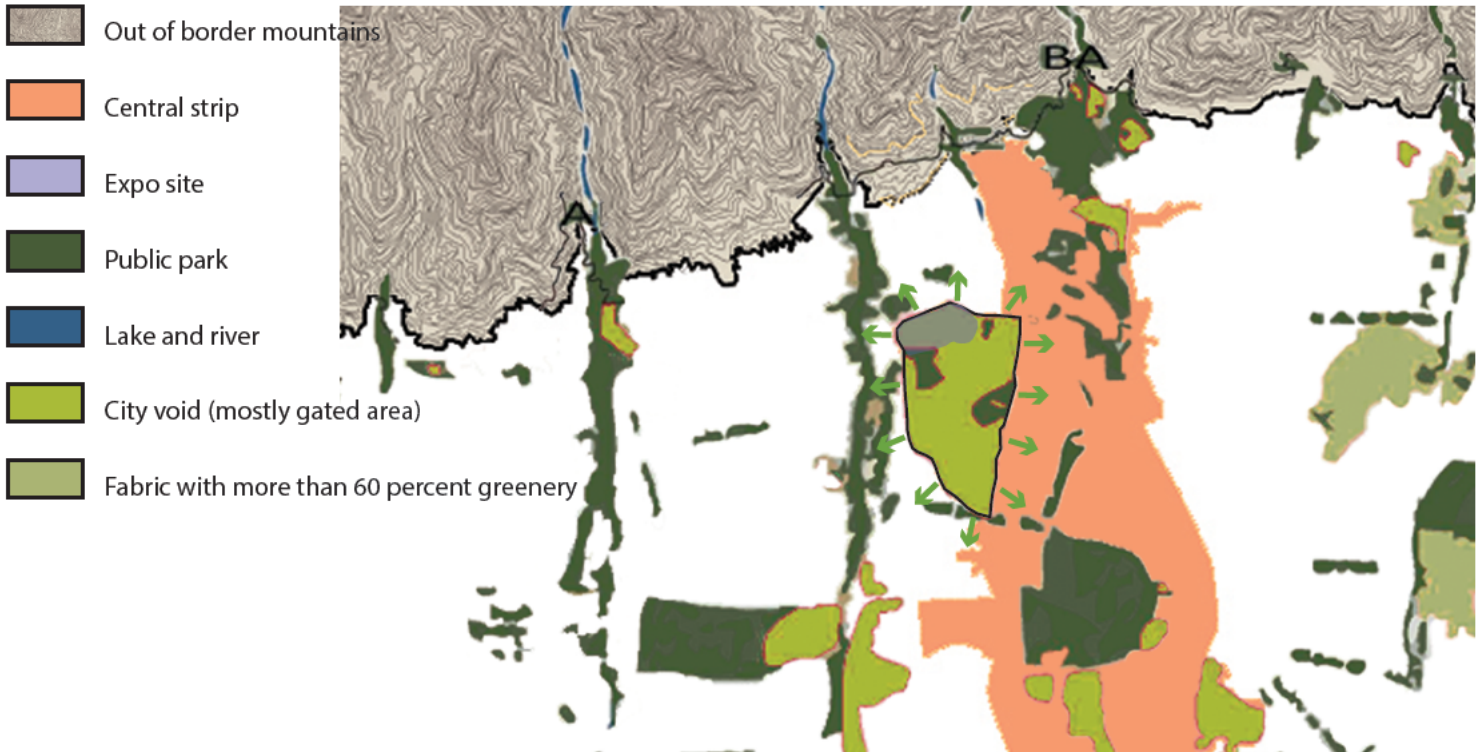 Out of border mountains
Central strip
Expo site
Public park
Lake and river
City void (mostly gated area)
Fabric with more than 60 percent greenery
BA
A